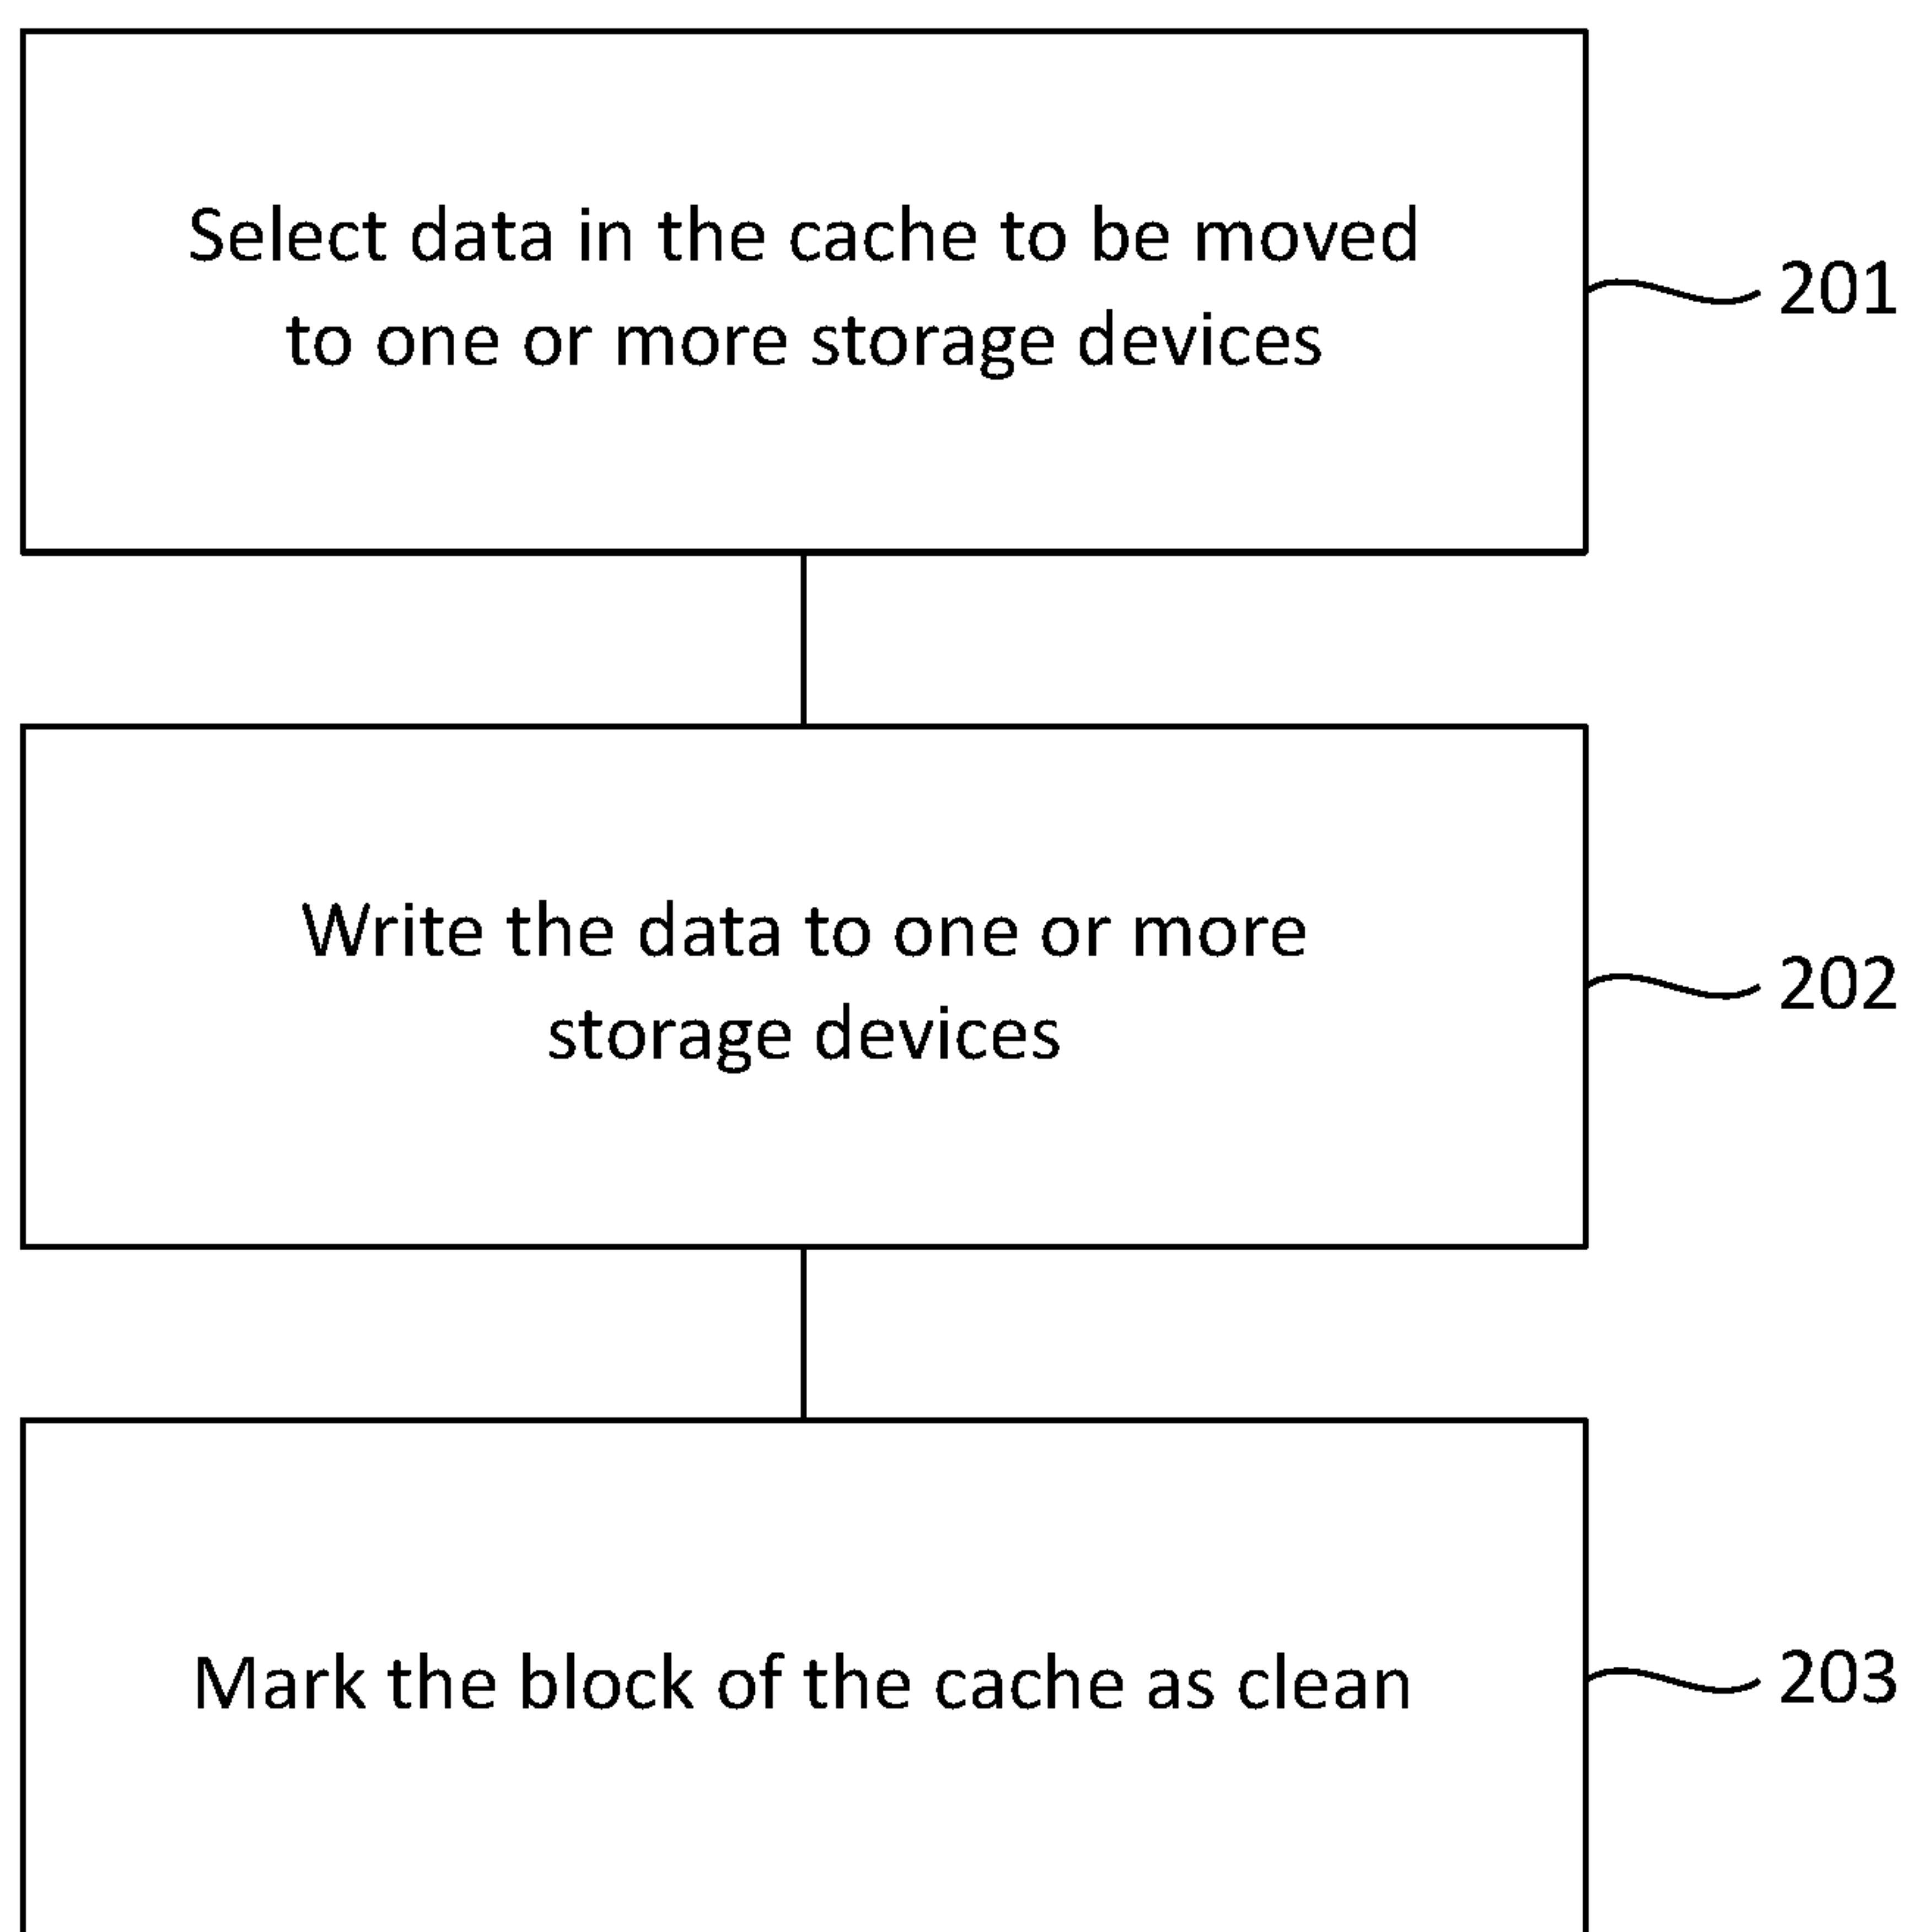 Select data in the cache to be moved
to one or more storage devices
201
Write the data to one or more
storage devices
202
Mark the block of the cache as clean
203